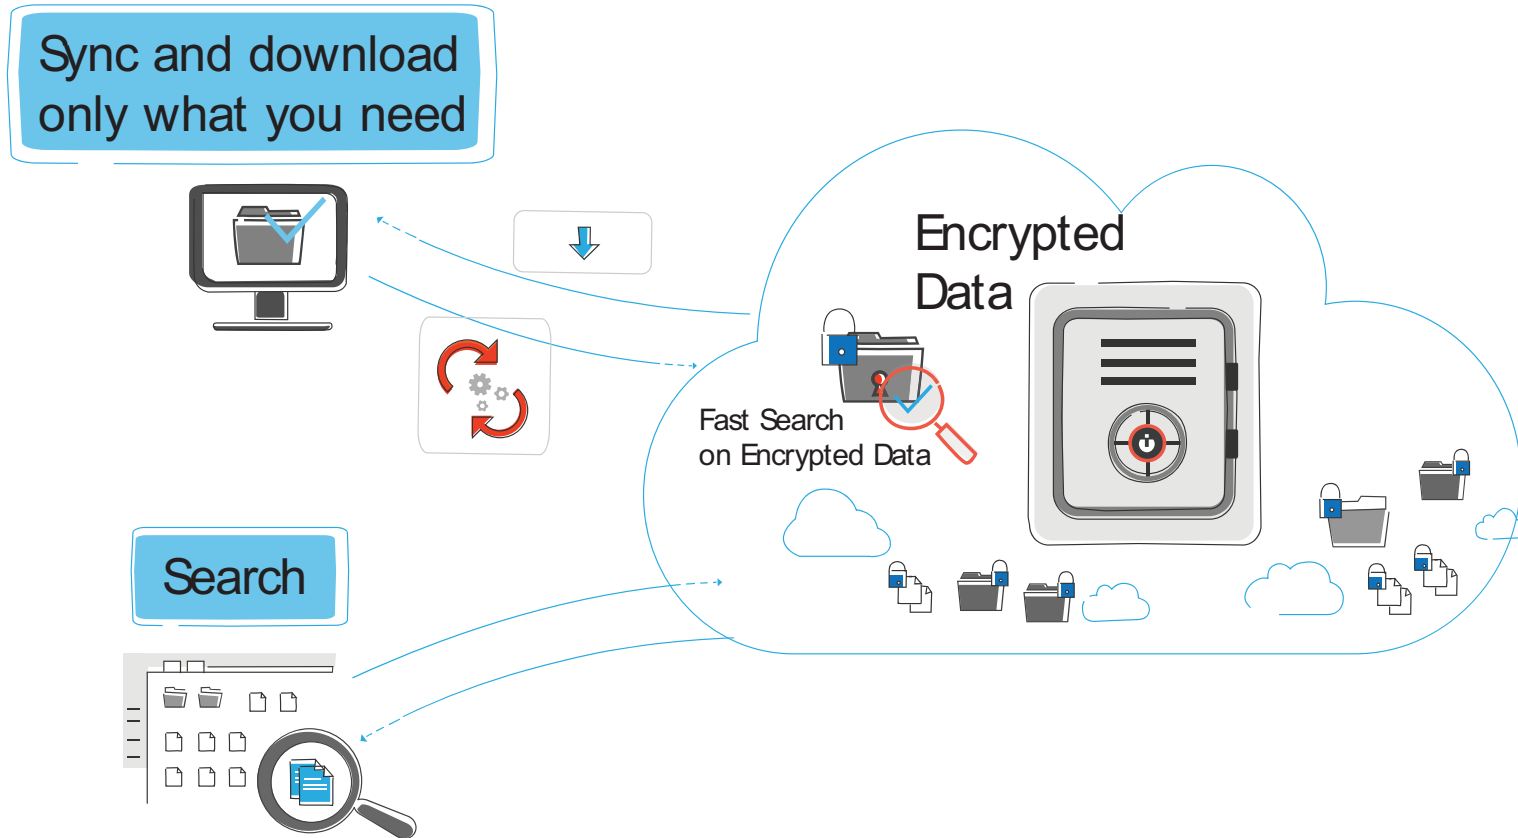 Sync and download
only what you need
Encrypted
Data
Fast Search
on Encrypted Data
Search